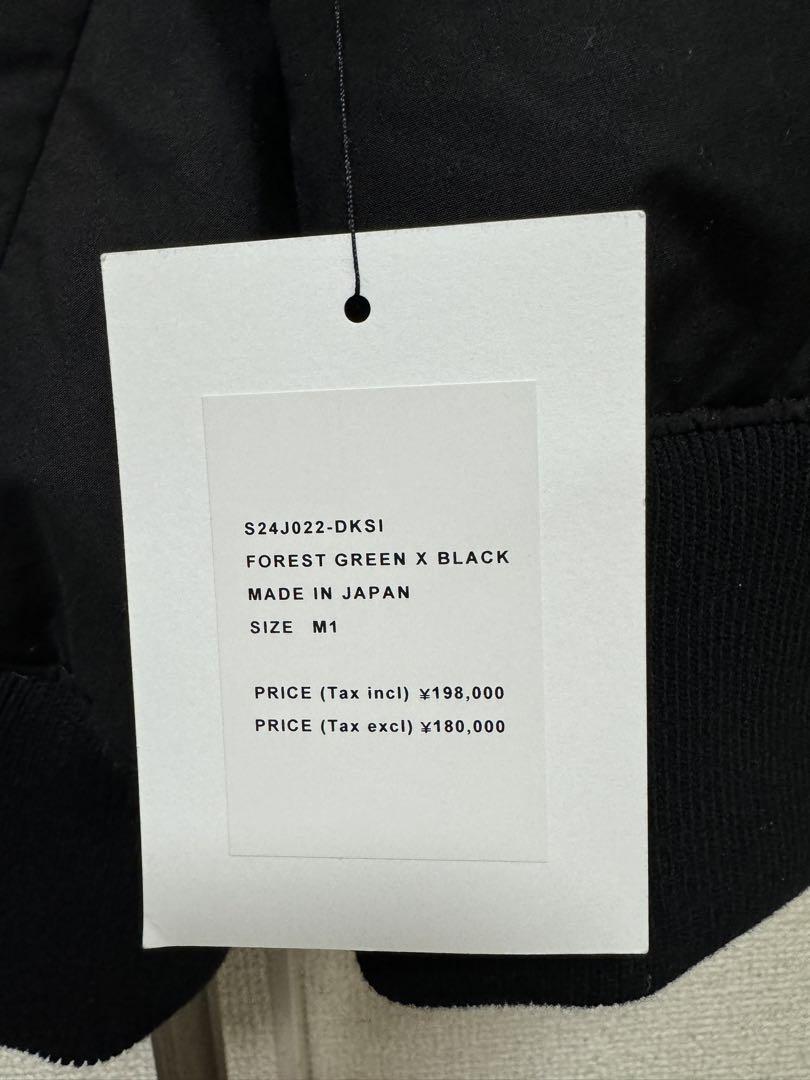 S24J022-DKSI
FOREST GREEN X BLACK
MADE IN JAPAN
SIZE M1
PRICE (Tax incl) ¥198,000
PRICE (Tax excl) ¥180,000